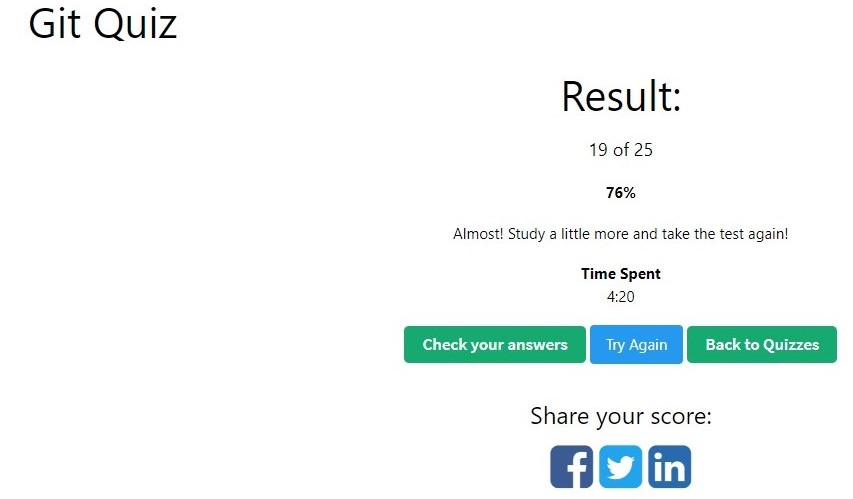 Git Quiz
Result:
19 of 25
76%
Almost! Study a little more and take the test again!
Time Spent
4:20
Check your answers Try Again Back to Quizzes
Share your score:
f in